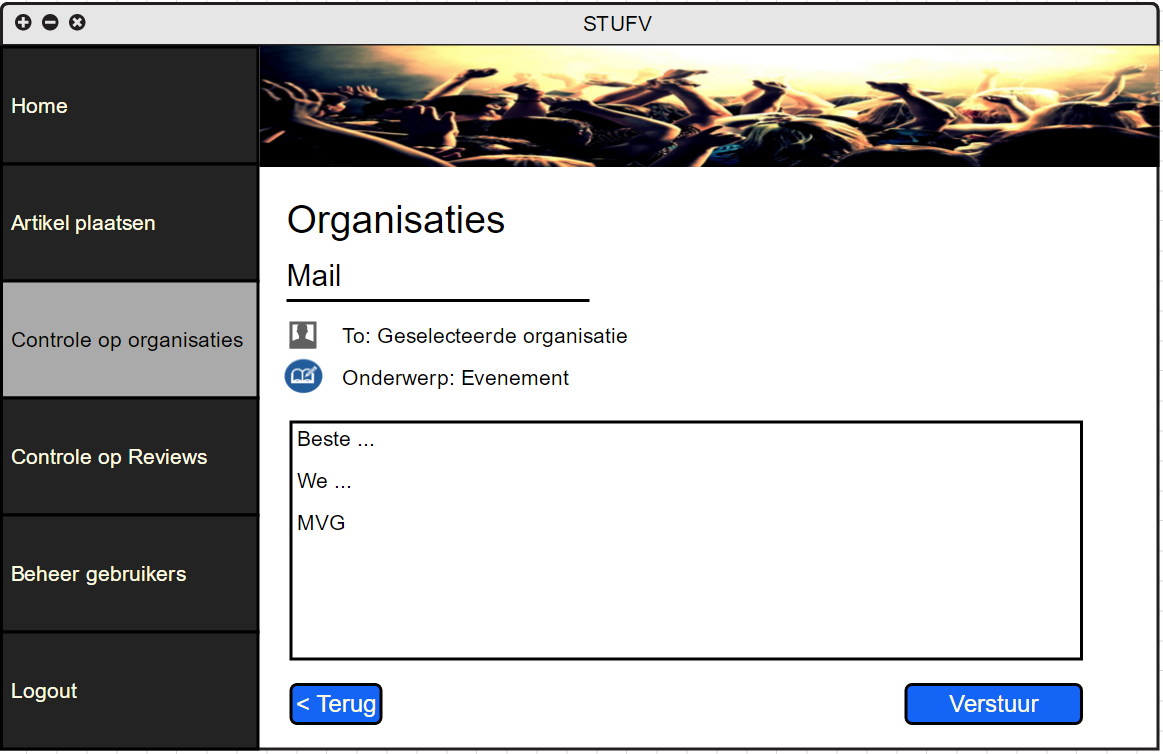 STUFV
Home
Artikel plaatsen
Controle op organisaties
Controle op Reviews
Beheer gebruikers
Logout
Organisaties
Mail
To: Geselecteerde organisatie
Onderwerp: Evenement
Beste ...
We ...
MVG
< Terug
Verstuur